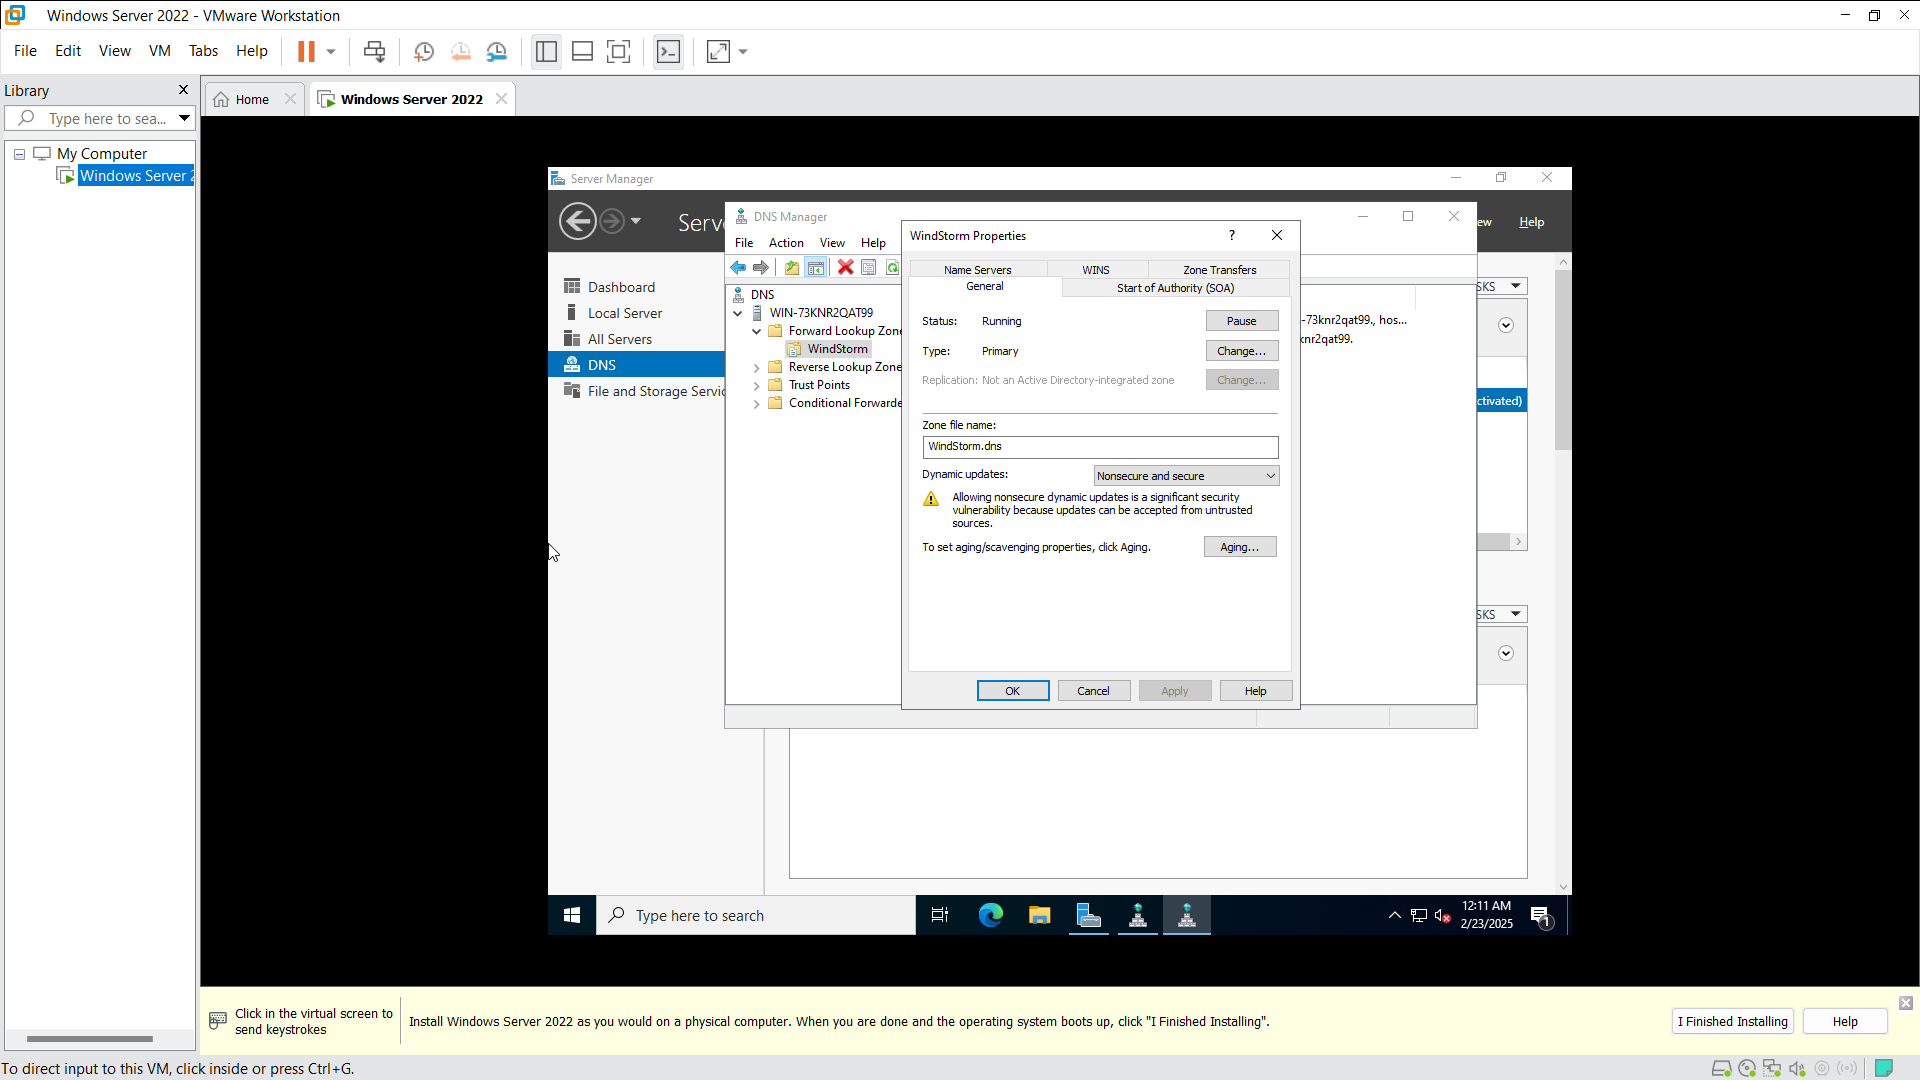 Windows Server 2022 - VMware Workstation
File Edit View VM Tabs Help
Library
Home
Windows Server 2022
Type here to sea...
My Computer
Windows Server 2
Server Manager
Serv
ew
Help
Dashboard
Local Server
All Servers
DNS
File and Storage Servic
DNS Manager
File Action View Help
DNS
WIN-73KNR2QAT99
Forward Lookup Zone
WindStorm
Reverse Lookup Zone
Trust Points
Conditional Forwarde
WindStorm Properties
?
Name Servers WINS Zone Transfers
General Start of Authority (SOA)
Status: Running Pause
Type: Primary Change...
Replication: Not an Active Directory-integrated zone Change...
Zone file name:
WindStorm.dns
Dynamic updates: Nonsecure and secure
Allowing nonsecure dynamic updates is a significant security
vulnerability because updates can be accepted from untrusted
sources.
To set aging/scavenging properties, click Aging. Aging...
OK Cancel Apply Help
-73knr2qat99., hos...
knr2qat99.
SKS
ctivated)
SKS
Type here to search
12:11 AM
2/23/2025
1
Click in the virtual screen to
send keystrokes
Install Windows Server 2022 as you would on a physical computer. When you are done and the operating system boots up, click "I Finished Installing".
I Finished Installing
Help
To direct input to this VM, click inside or press Ctrl+G.